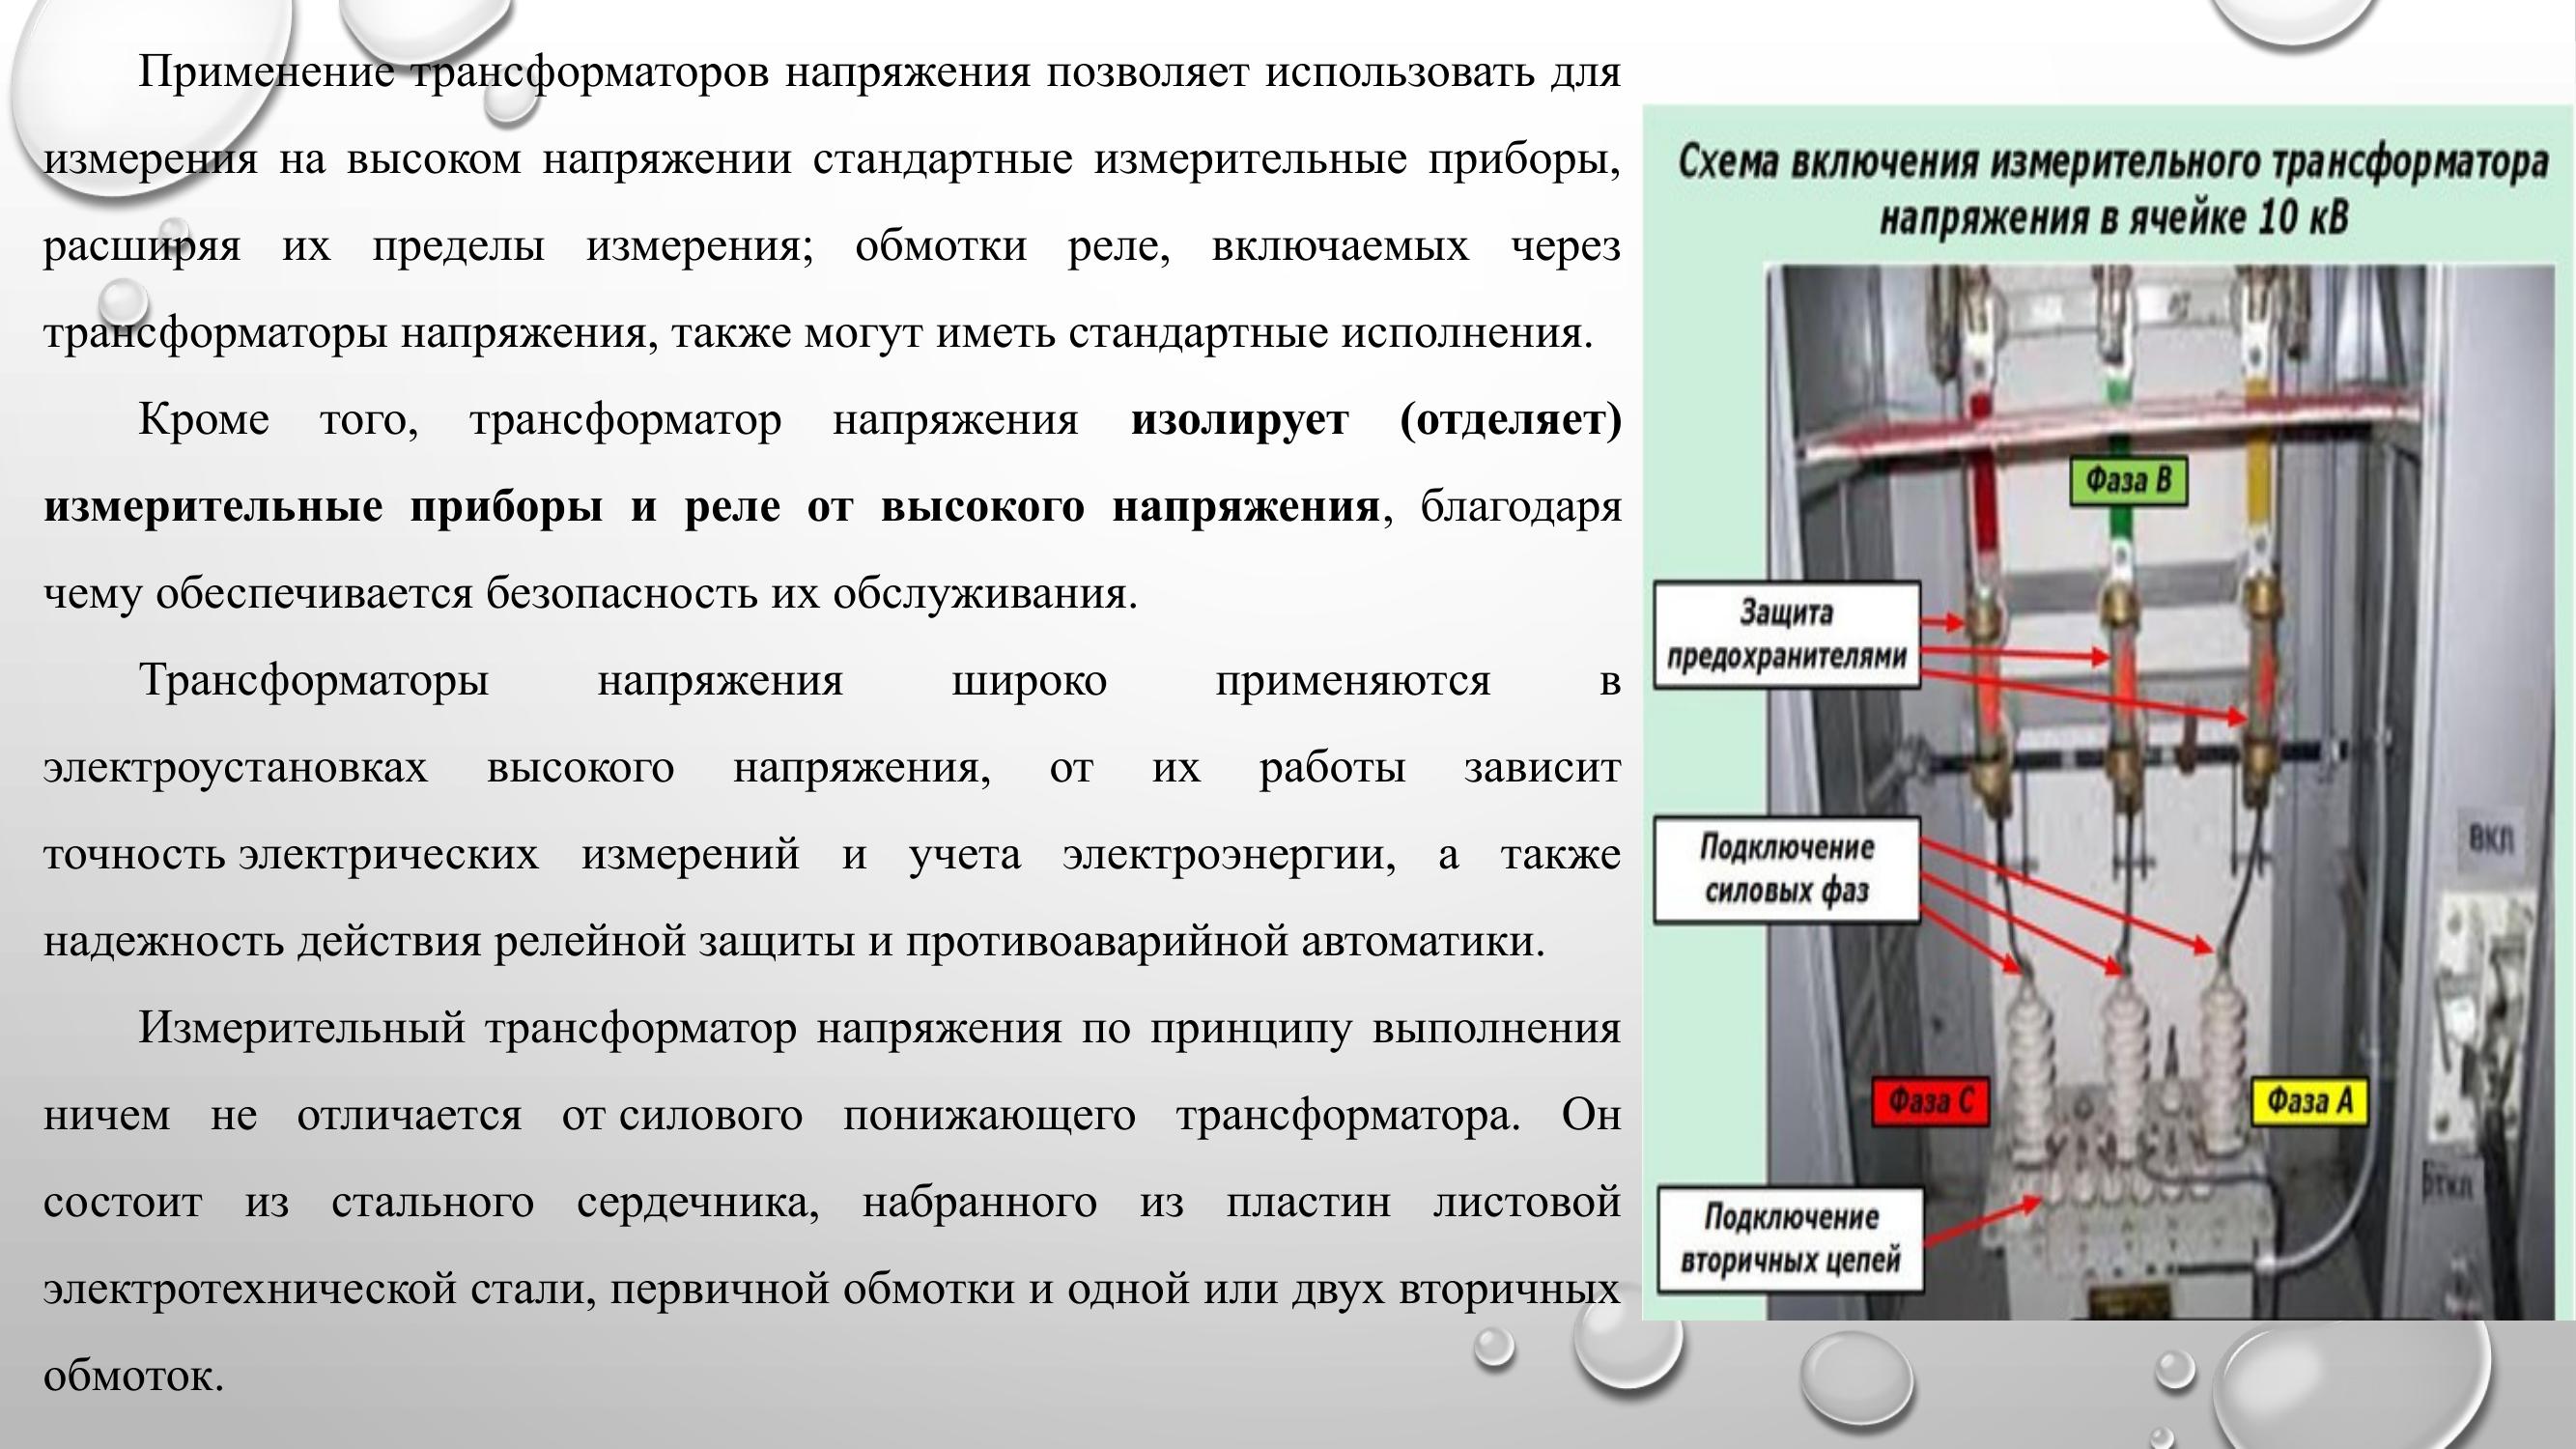 Применение трансформаторов напряжения позволяет использовать для
измерения на высоком напряжении стандартные измерительные приборы,
расширяя их пределы измерения; обмотки реле, включаемых через
трансформаторы напряжения, также могут иметь стандартные исполнения.
Кроме того, трансформатор напряжения изолирует (отделяет)
измерительные приборы и реле от высокого напряжения, благодаря
чему обеспечивается безопасность их обслуживания.
Трансформаторы напряжения широко применяются в
электроустановках высокого напряжения, от их работы зависит
точность электрических измерений и учета электроэнергии, а также
надежность действия релейной защиты и противоаварийной автоматики.
Измерительный трансформатор напряжения по принципу выполнения
ничем не отличается от силового понижающего трансформатора. Он
состоит из стального сердечника, набранного из пластин листовой
электротехнической стали, первичной обмотки и одной или двух вторичных
обмоток.
Схема включения измерительного трансформатора
напряжения в ячейке 10 кВ
Фаза В
Защита
предохранителями
Подключение
силовых фаз
ВКЛ
Фаза С
Фаза А
ОТКЛ
Подключение
вторичных цепей